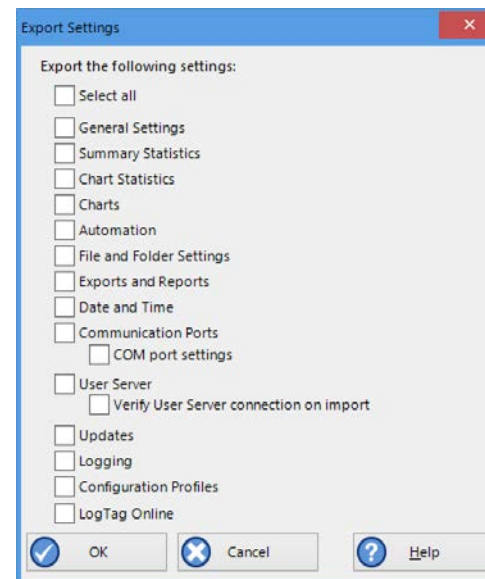 Export Settings
Export the following settings:
Select all
General Settings
Summary Statistics
Chart Statistics
Charts
Automation
File and Folder Settings
Exports and Reports
Date and Time
Communication Ports
COM port settings
User Server
Verify User Server connection on import
Updates
Logging
Configuration Profiles
LogTag Online
OK Cancel ? Help